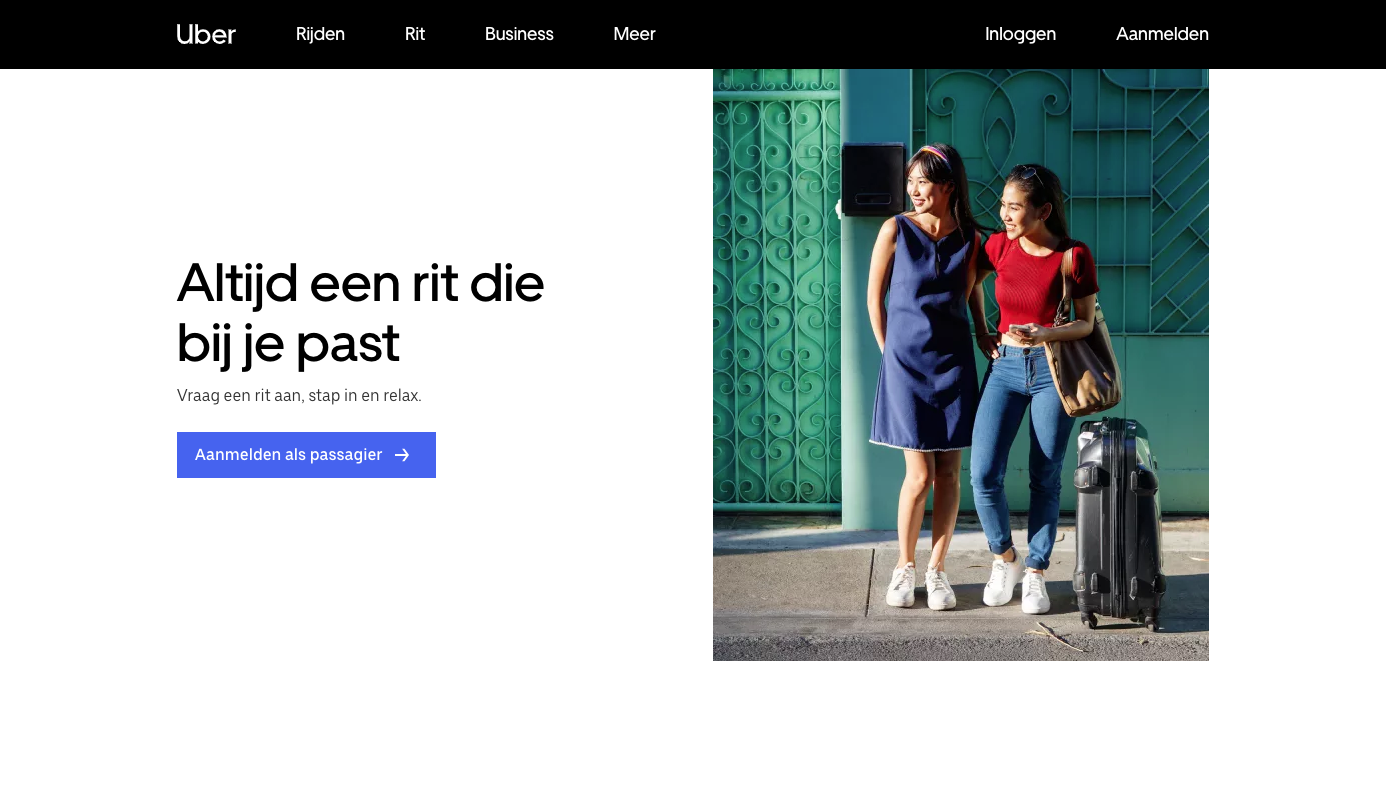 Uber Rijden Rit Business Meer Inloggen Aanmelden
Altijd een rit die
bij je past
Vraag een rit aan, stap in en relax.
Aanmelden als passagier →